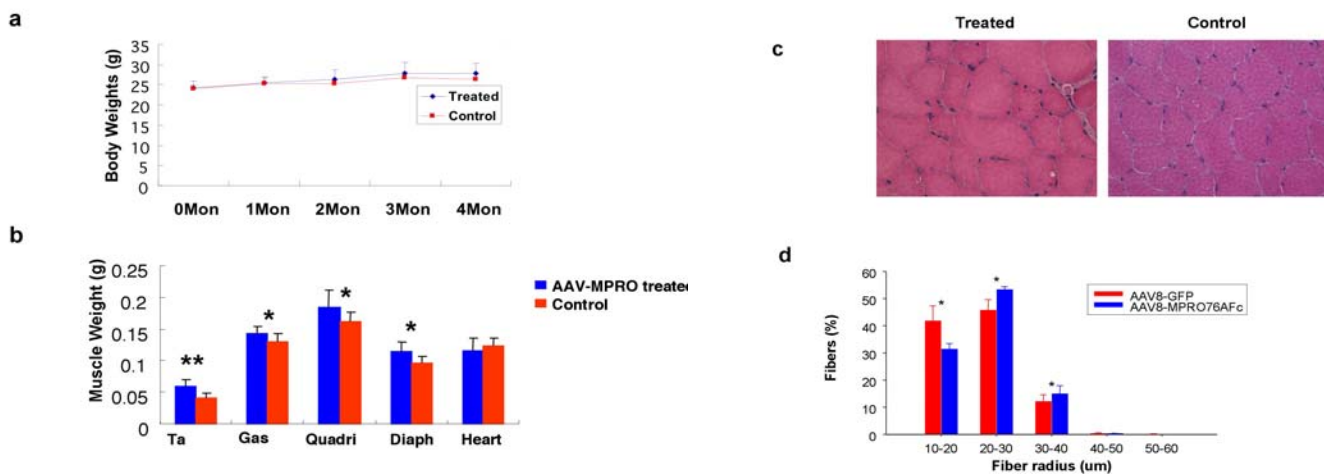 a
Body Weights (g)
35
30
25
20
15
10
5
0
0Mon 1Mon 2Mon 3Mon 4Mon
Treated
Control
b
Muscle Weight (g)
0.25
0.2
0.15
0.1
0.05
0
** * * *
Ta Gas Quadri Diaph Heart
AAV-MPRO treated
Control
c
Treated Control
d
Fibers (%)
60
50
40
30
20
10
0
* * *
10-20 20-30 30-40 40-50 50-60
Fiber radius (um)
AAV8-GFP
AAV8-MPRO76AFc